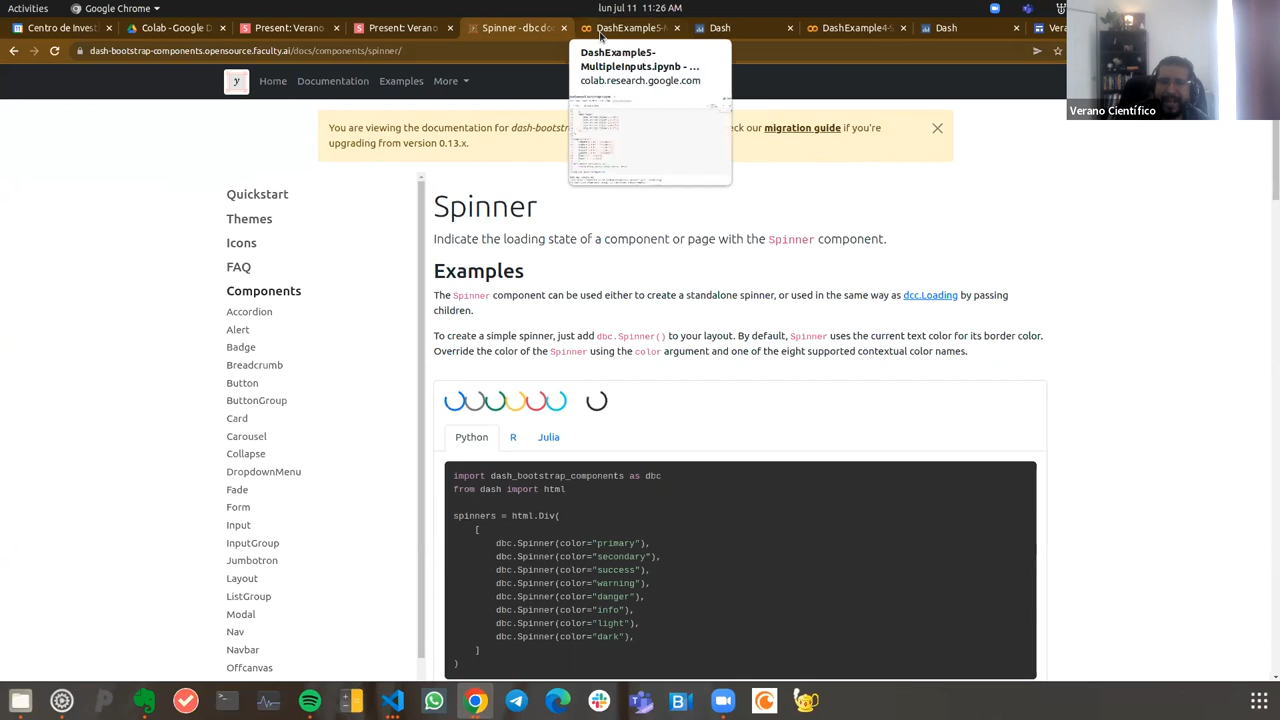 Activities
Google Chrome
lun jul 11 11:26 AM
Centro de Inves
Colab - Google D
Present: Verano
Present: Verano
Spinner - dbc doc
DashExample5-M
Dash
DashExample4-S
Dash
Vera
dash-bootstrap-components.opensource.faculty.ai/docs/components/spinner/
DashExample5-
MultipleInputs.ipynb - ...
colab.research.google.com
Verano Científico
y
Home
Documentation
Examples
More
are viewing the documentation for dash-bootst
eck our migration guide if you're
rading from version 0.13.x.
Quickstart
Themes
Icons
FAQ
Components
Accordion
Alert
Badge
Breadcrumb
Button
ButtonGroup
Card
Carousel
Collapse
DropdownMenu
Fade
Form
Input
InputGroup
Jumbotron
Layout
ListGroup
Modal
Nav
Navbar
Offcanvas
Spinner
Indicate the loading state of a component or page with the Spinner component.
Examples
The Spinner component can be used either to create a standalone spinner, or used in the same way as dcc.Loading by passing
children.
To create a simple spinner, just add dbc.Spinner() to your layout. By default, Spinner uses the current text color for its border color.
Override the color of the Spinner using the color argument and one of the eight supported contextual color names.
Python
R
Julia
import dash_bootstrap_components as dbc
from dash import html
spinners = html.Div(
[
dbc.Spinner(color="primary"),
dbc.Spinner(color="secondary"),
dbc.Spinner(color="success"),
dbc.Spinner(color="warning"),
dbc.Spinner(color="danger"),
dbc.Spinner(color="info"),
dbc.Spinner(color="light"),
dbc.Spinner(color="dark"),
]
)